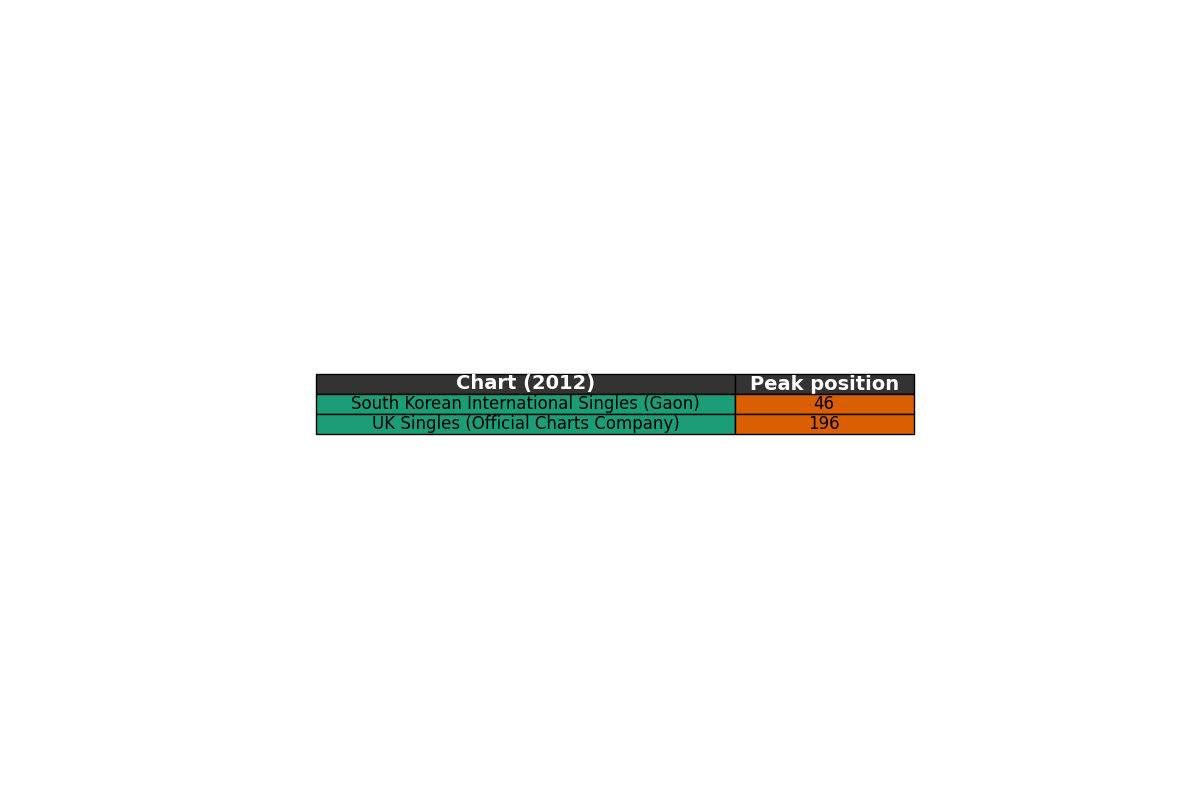 Chart (2012) Peak position
South Korean International Singles (Gaon) 46
UK Singles (Official Charts Company) 196